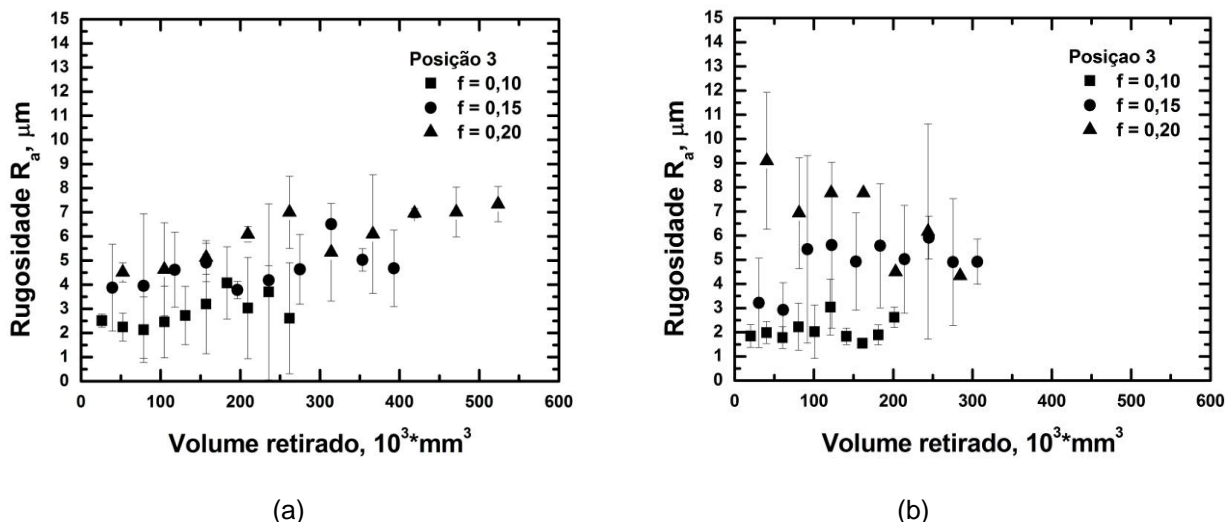 15
14
13
12
11
10
9
8
7
6
5
4
3
2
1
0
Rugosidade Ra, μm
Posição 3
f = 0,10
f = 0,15
f = 0,20
0 100 200 300 400 500 600
Volume retirado, 10³*mm³
(a)
15
14
13
12
11
10
9
8
7
6
5
4
3
2
1
0
Rugosidade Ra, μm
Posiçao 3
f = 0,10
f = 0,15
f = 0,20
0 100 200 300 400 500 600
Volume retirado, 10³*mm³
(b)